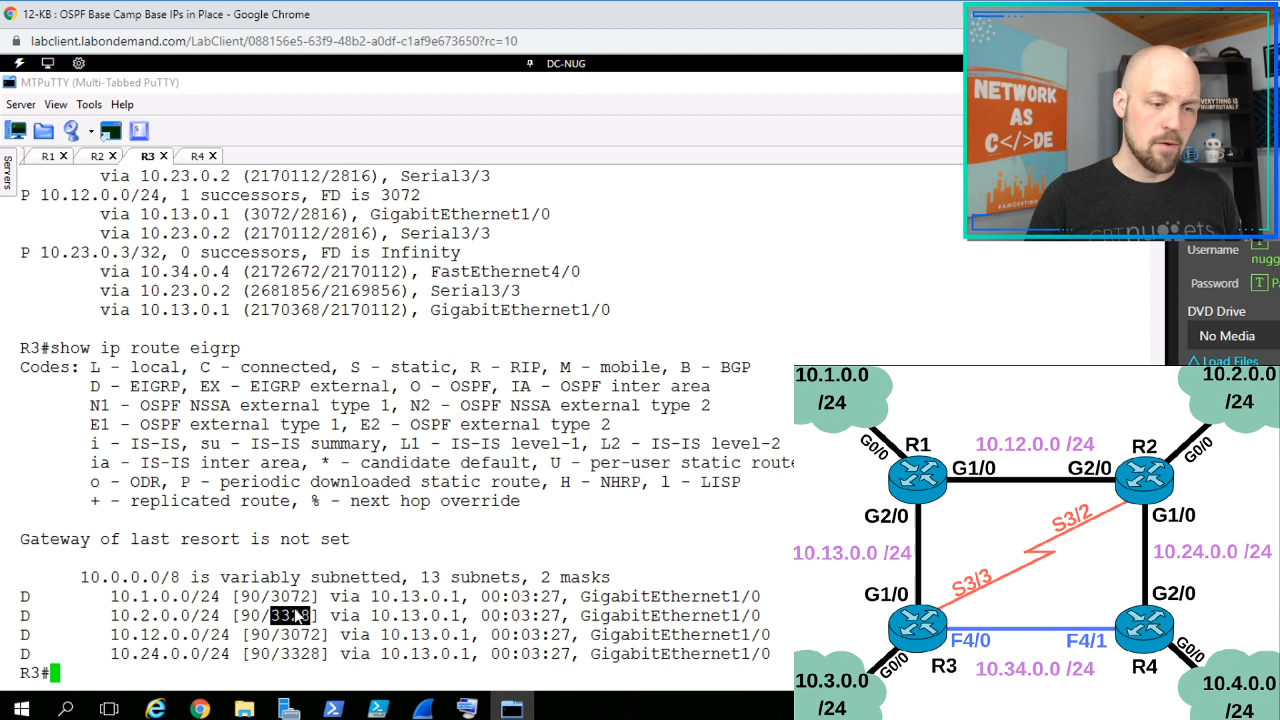 12-KB : OSPF Base Camp Base IPs in Place - Google Chrome
labclient.labondemand.com/LabClient/088156e5-63f9-48b2-a0df-c1af9e673650?rc=10
DC-NUG
MTPuTTY (Multi-Tabbed PuTTY)
Server View Tools Help
R1 R2 R3 R4
Servers
via 10.23.0.2 (2170112/2816), Serial3/3
P 10.12.0.0/24, 1 successors, FD is 3072
via 10.13.0.1 (3072/2816), GigabitEthernet1/0
via 10.23.0.2 (2170112/2816), Serial3/3
P 10.23.0.3/32, 0 successors, FD is Infinity
via 10.34.0.4 (2172672/2170112), FastEthernet4/0
via 10.23.0.2 (2681856/2169856), Serial3/3
via 10.13.0.1 (2170368/2170112), GigabitEthernet1/0
R3#show ip route eigrp
Codes: L - local, C - connected, S - static, R - RIP, M - mobile, B - BGP
D - EIGRP, EX - EIGRP external, O - OSPF, IA - OSPF inter area
N1 - OSPF NSSA external type 1, N2 - OSPF NSSA external type 2
E1 - OSPF external type 1, E2 - OSPF external type 2
i - IS-IS, su - IS-IS summary, L1 - IS-IS level-1, L2 - IS-IS level-2
ia - IS-IS inter area, * - candidate default, U - per-user static route
o - ODR, P - periodic downloaded static route, H - NHRP, l - LISP
+ - replicated route, % - next hop override
Gateway of last resort is not set
10.0.0.0/8 is variably subnetted, 13 subnets, 2 masks
D 10.1.0.0/24 [90/3072] via 10.13.0.1, 00:03:27, GigabitEthernet1/0
D 10.2.0.0/24 [90/3328] via 10.13.0.1, 00:03:27, GigabitEthernet1/0
D 10.12.0.0/24 [90/3072] via 10.13.0.1, 00:03:27, GigabitEthernet1/0
D 10.24.0.0/24 [90/3328] via 10.13.0.1, 00:03:27, GigabitEthernet1/0
R3#
NETWORK
AS
C</>DE
EVERYTHING IS
nuggets
Username
Password
DVD Drive
No Media
Load Files
10.1.0.0
/24
10.2.0.0
/24
G0/0
G0/0
R1
10.12.0.0 /24
R2
G1/0
G2/0
G2/0
S3/2
G1/0
10.13.0.0 /24
10.24.0.0 /24
G1/0
S3/3
G2/0
F4/0
F4/1
G0/0
R3
10.34.0.0 /24
R4
G0/0
10.3.0.0
/24
10.4.0.0
/24